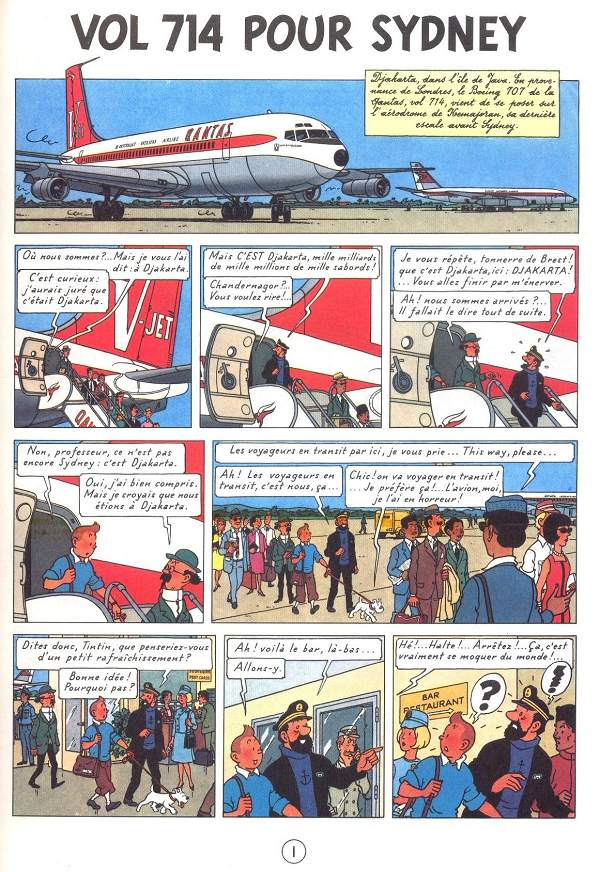 VOL 714 POUR SYDNEY
Djakarta, dans l'île de Java. En prove-
nance de Londres, le Boeing 707 de la
Qantas, vol 714, vient de se poser sur
l'aérodrome de Kemajoran, sa dernière
escale avant Sydney.
QANTAS
V-JET
Où nous sommes?... Mais je vous l'ai
dit: à Djakarta.
C'est curieux:
j'aurais juré que
c'était Djakarta.
QANTAS
Mais C'EST Djakarta, mille milliards
de mille millions de mille sabords!
Chandernagor?...
Vous voulez rire!...
Je vous répète, tonnerre de Brest!
que c'est Djakarta, ici: DJAKARTA!
...Vous allez finir par m'énerver.
Ah! nous sommes arrivés?...
Il fallait le dire tout de suite.
Non, professeur, ce n'est pas
encore Sydney: c'est Djakarta.
Oui, j'ai bien compris.
Mais je croyais que nous
étions à Djakarta.
Les voyageurs en transit par ici, je vous prie... This way, please...
Ah! Les voyageurs en
transit, c'est nous, ça...
Chic! on va voyager en transit!
...Je préfère ça!...L'avion, moi,
je l'ai en horreur!
Dites donc, Tintin, que penseriez-vous
d'un petit rafraîchissement?
Bonne idée!
Pourquoi pas?
POST CARDS
Ah! voilà le bar, là-bas...
Allons-y.
Hé!...Halte!...Arrêtez!...Ça, c'est
vraiment se moquer du monde!...
BAR
RESTAURANT
?
1